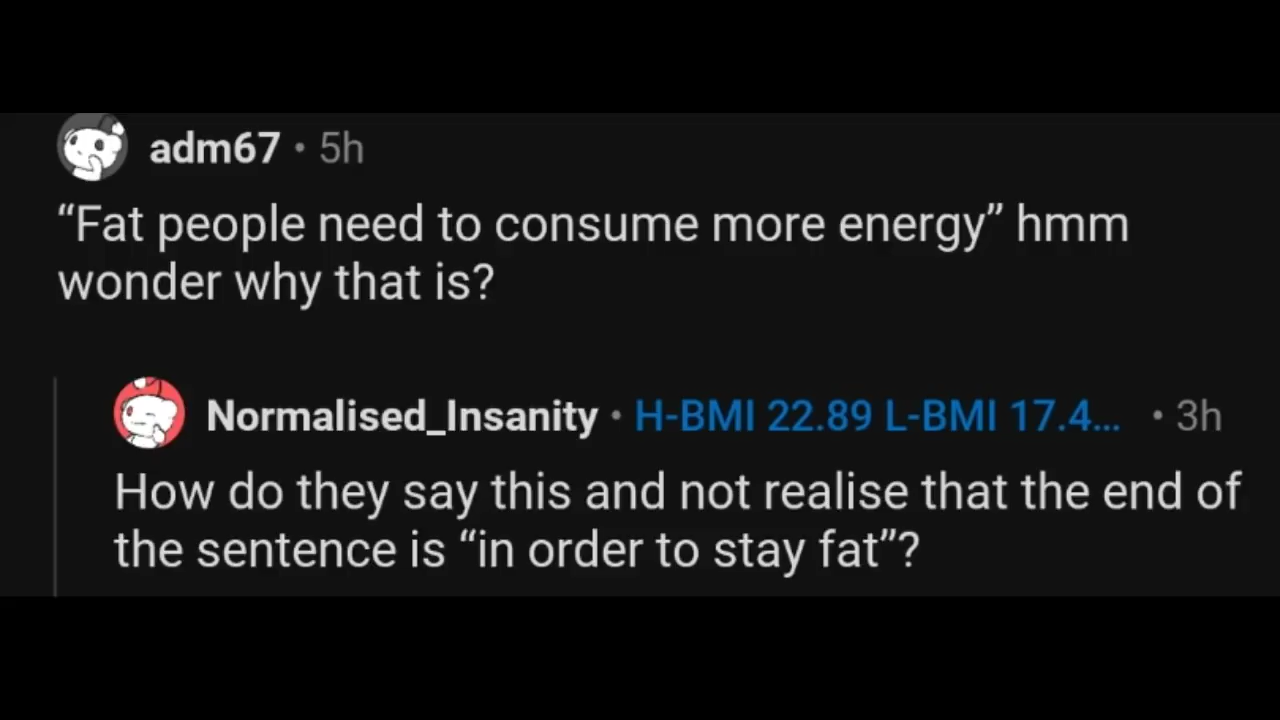 adm67 • 5h
“Fat people need to consume more energy” hmm
wonder why that is?
Normalised_Insanity • H-BMI 22.89 L-BMI 17.4... • 3h
How do they say this and not realise that the end of
the sentence is “in order to stay fat”?